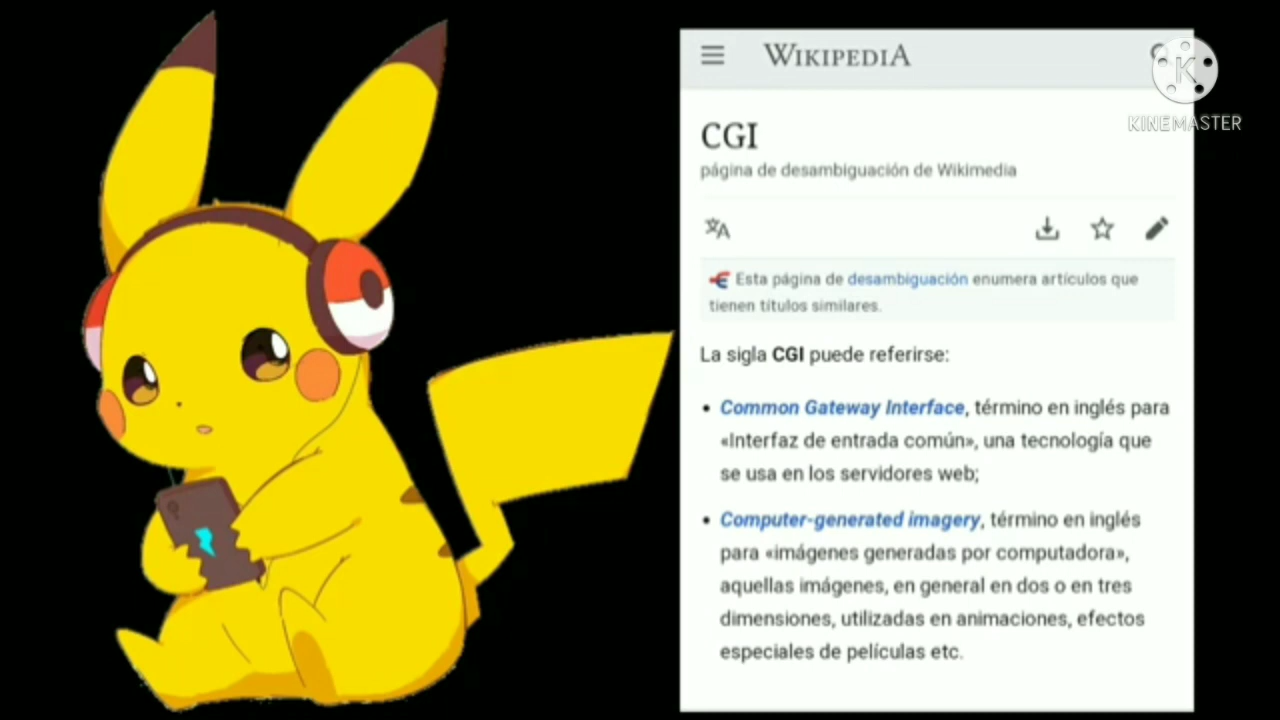 WIKIPEDIA
KINEMASTER
CGI
página de desambiguación de Wikimedia
Esta página de desambiguación enumera artículos que
tienen títulos similares.
La sigla CGI puede referirse:
• Common Gateway Interface, término en inglés para
«Interfaz de entrada común», una tecnología que
se usa en los servidores web;
• Computer-generated imagery, término en inglés
para «imágenes generadas por computadora»,
aquellas imágenes, en general en dos o en tres
dimensiones, utilizadas en animaciones, efectos
especiales de películas etc.